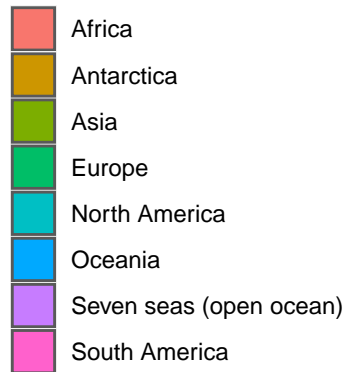 Africa
Antarctica
Asia
Europe
North America
Oceania
Seven seas (open ocean)
South America